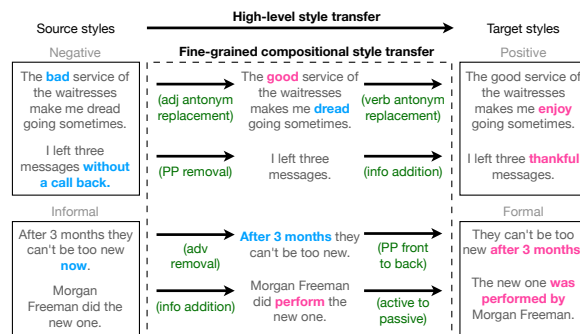 High-level style transfer
Source styles
Target styles
Negative
Fine-grained compositional style transfer
Positive
The bad service of
the waitresses
make me dread
going sometimes.
(adj antonym
replacement)
The good service of
the waitresses
makes me dread
going sometimes.
(verb antonym
replacement)
The good service of
the waitresses
makes me enjoy
going sometimes.
I left three
messages without
a call back.
(PP removal)
I left three
messages.
(info addition)
I left three thankful
messages.
Informal
Formal
After 3 months they
can't be too new
now.
(adv
removal)
After 3 months they
can't be too new.
(PP front
to back)
They can't be too
new after 3 months.
Morgan
Freeman did the
new one.
(info addition)
Morgan Freeman
did perform the
new one.
(active to
passive)
The new one was
performed by
Morgan Freeman.